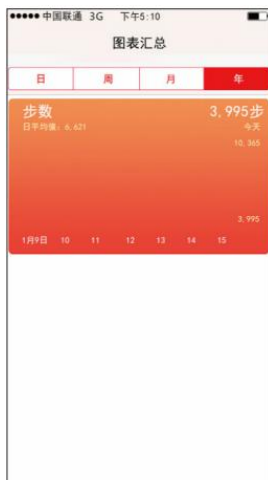 中国联通 3G 下午5:10
图表汇总
日 周 月 年
步数 3,995步
日平均值：6,621 今天
10,365
3,995
1月9日 10 11 12 13 14 15